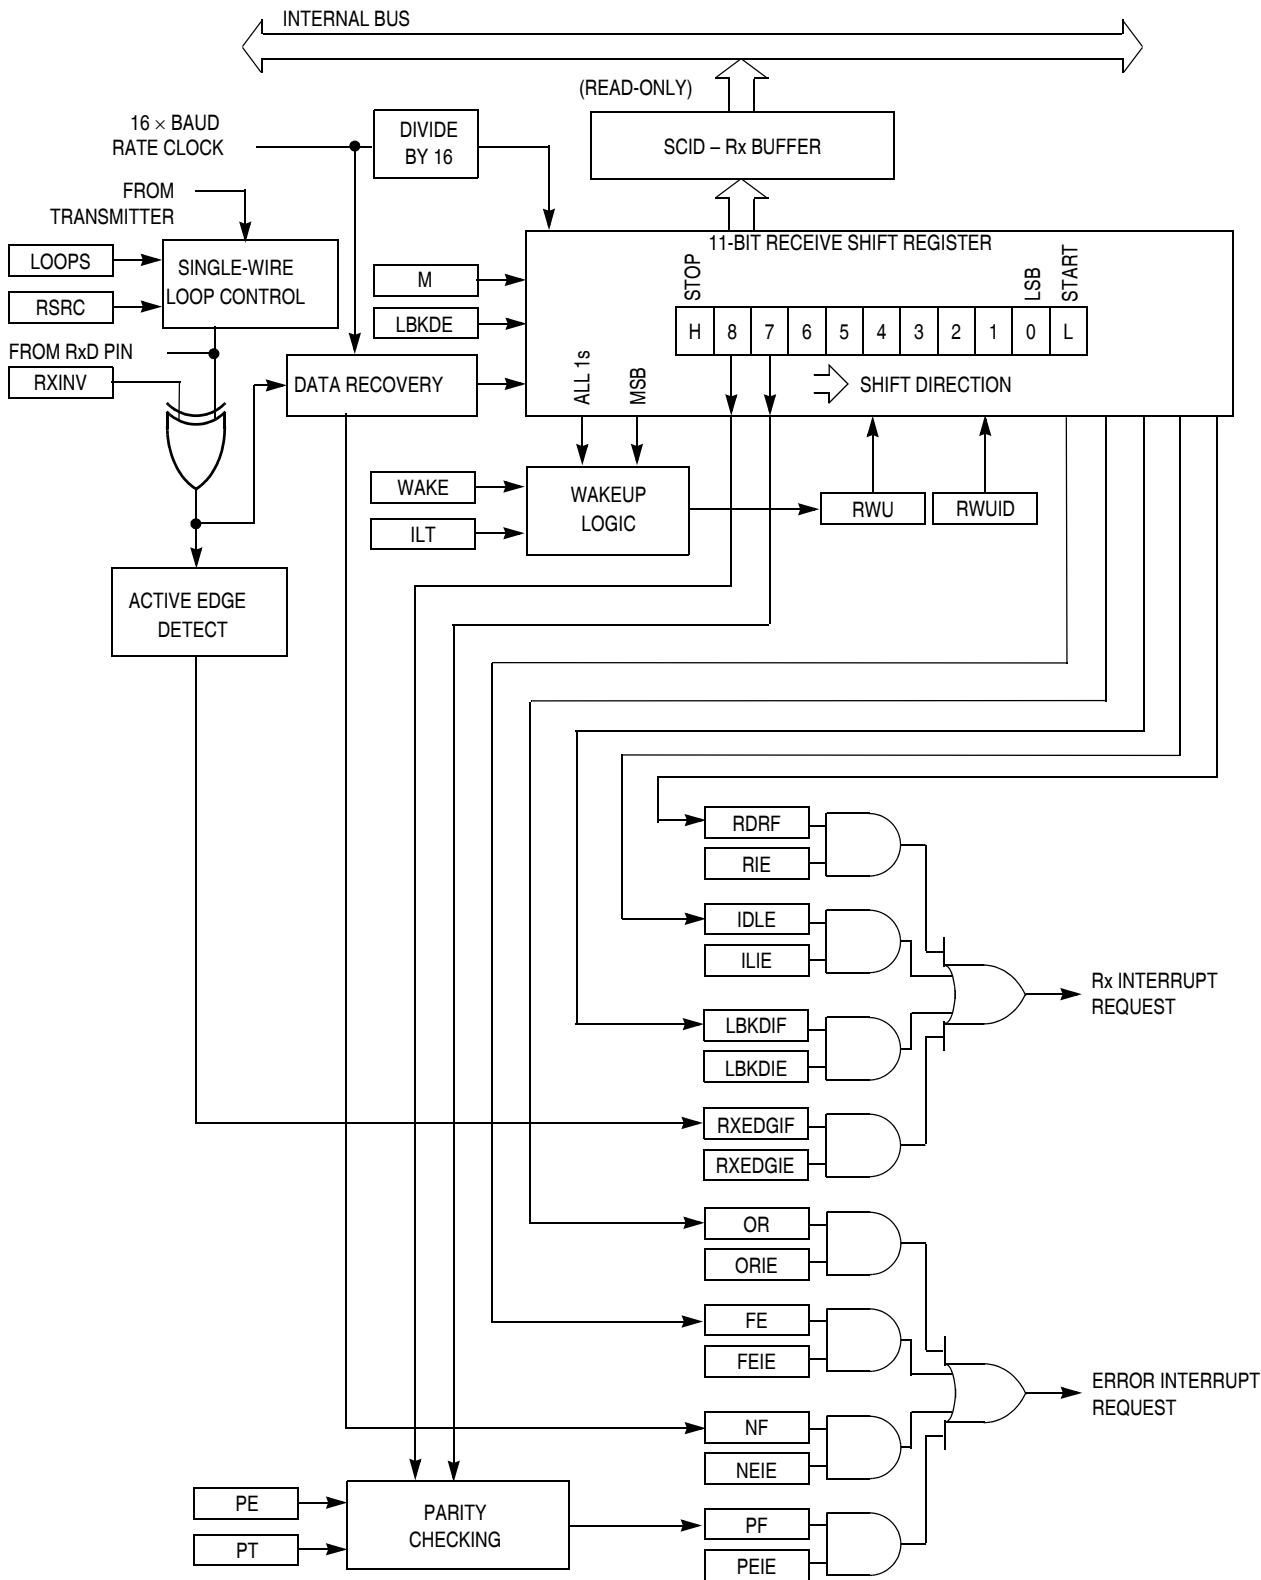 INTERNAL BUS
(READ-ONLY)
16 × BAUD
RATE CLOCK
DIVIDE
BY 16
SCID – Rx BUFFER
FROM
TRANSMITTER
LOOPS
RSRC
SINGLE-WIRE
LOOP CONTROL
FROM RxD PIN
RXINV
M
LBKDE
DATA RECOVERY
11-BIT RECEIVE SHIFT REGISTER
STOP
LSB
START
H 8 7 6 5 4 3 2 1 0 L
ALL 1s
MSB
SHIFT DIRECTION
WAKE
ILT
WAKEUP
LOGIC
RWU
RWUID
ACTIVE EDGE
DETECT
RDRF
RIE
IDLE
ILIE
LBKDIF
LBKDIE
RXEDGIF
RXEDGIE
Rx INTERRUPT
REQUEST
OR
ORIE
FE
FEIE
NF
NEIE
PF
PEIE
ERROR INTERRUPT
REQUEST
PE
PT
PARITY
CHECKING